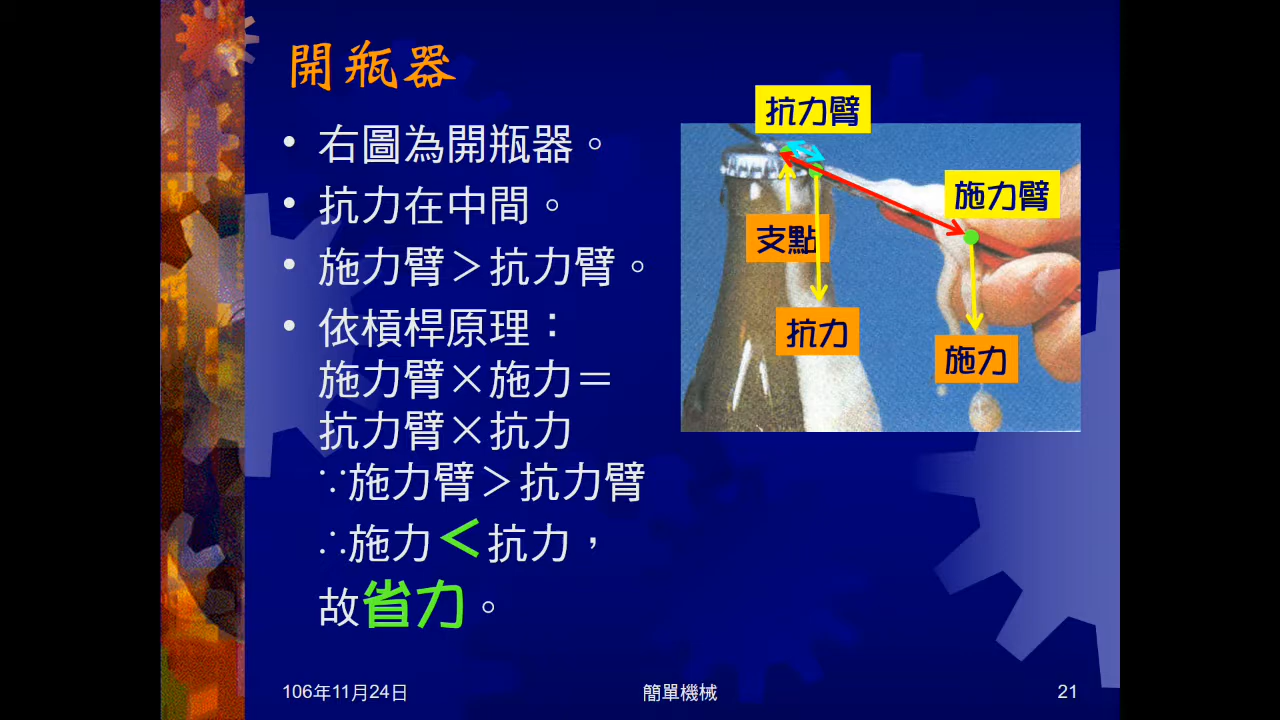 開瓶器
• 右圖為開瓶器。
• 抗力在中間。
• 施力臂＞抗力臂。
• 依槓桿原理：
施力臂×施力＝
抗力臂×抗力
∵施力臂＞抗力臂
∴施力＜抗力，
故省力。
抗力臂
施力臂
支點
抗力
施力
106年11月24日
簡單機械
21